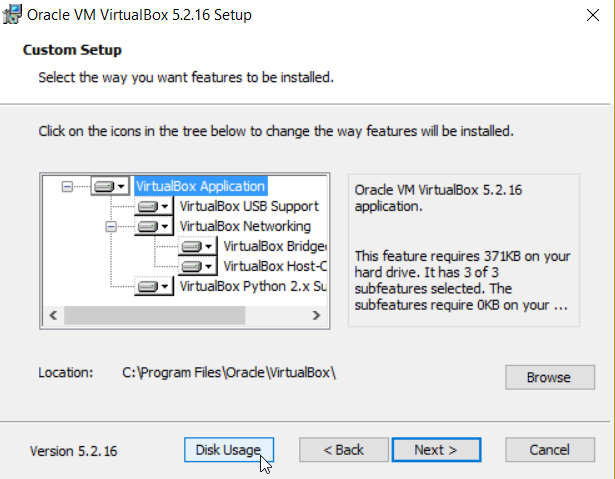 Oracle VM VirtualBox 5.2.16 Setup
Custom Setup
Select the way you want features to be installed.
Click on the icons in the tree below to change the way features will be installed.
VirtualBox Application
VirtualBox USB Support
VirtualBox Networking
VirtualBox Bridge
VirtualBox Host-C
VirtualBox Python 2.x Su
Oracle VM VirtualBox 5.2.16
application.
This feature requires 371KB on your
hard drive. It has 3 of 3
subfeatures selected. The
subfeatures require 0KB on your ...
Location: C:\Program Files\Oracle\VirtualBox\
Browse
Version 5.2.16
Disk Usage
< Back
Next >
Cancel